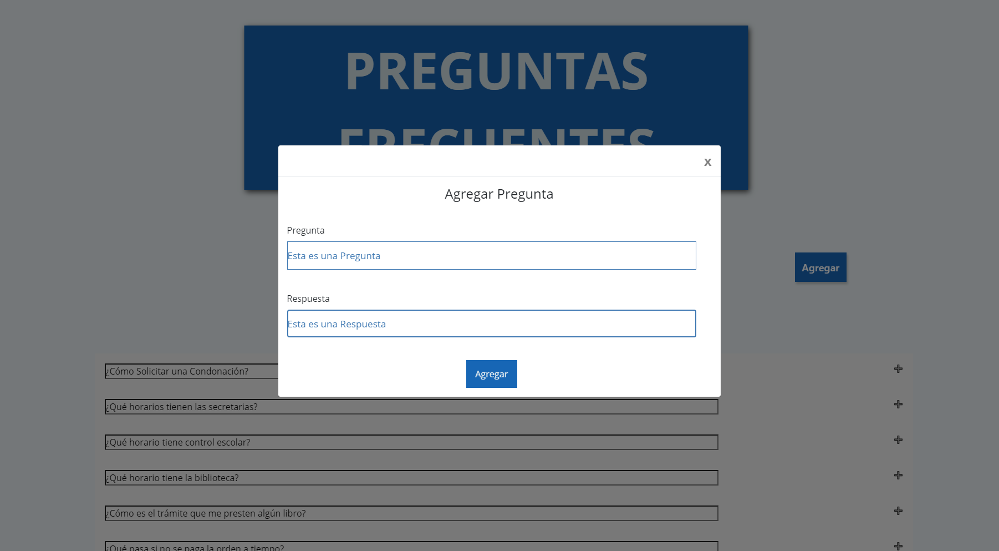 PREGUNTAS
FRECUENTES
x
Agregar Pregunta
Pregunta
Esta es una Pregunta
Agregar
Respuesta
Esta es una Respuesta
Agregar
¿Cómo Solicitar una Condonación?
¿Qué horarios tienen las secretarias?
¿Qué horario tiene control escolar?
¿Qué horario tiene la biblioteca?
¿Cómo es el trámite que me presten algún libro?
¿Qué pasa si no se paga la orden a tiempo?